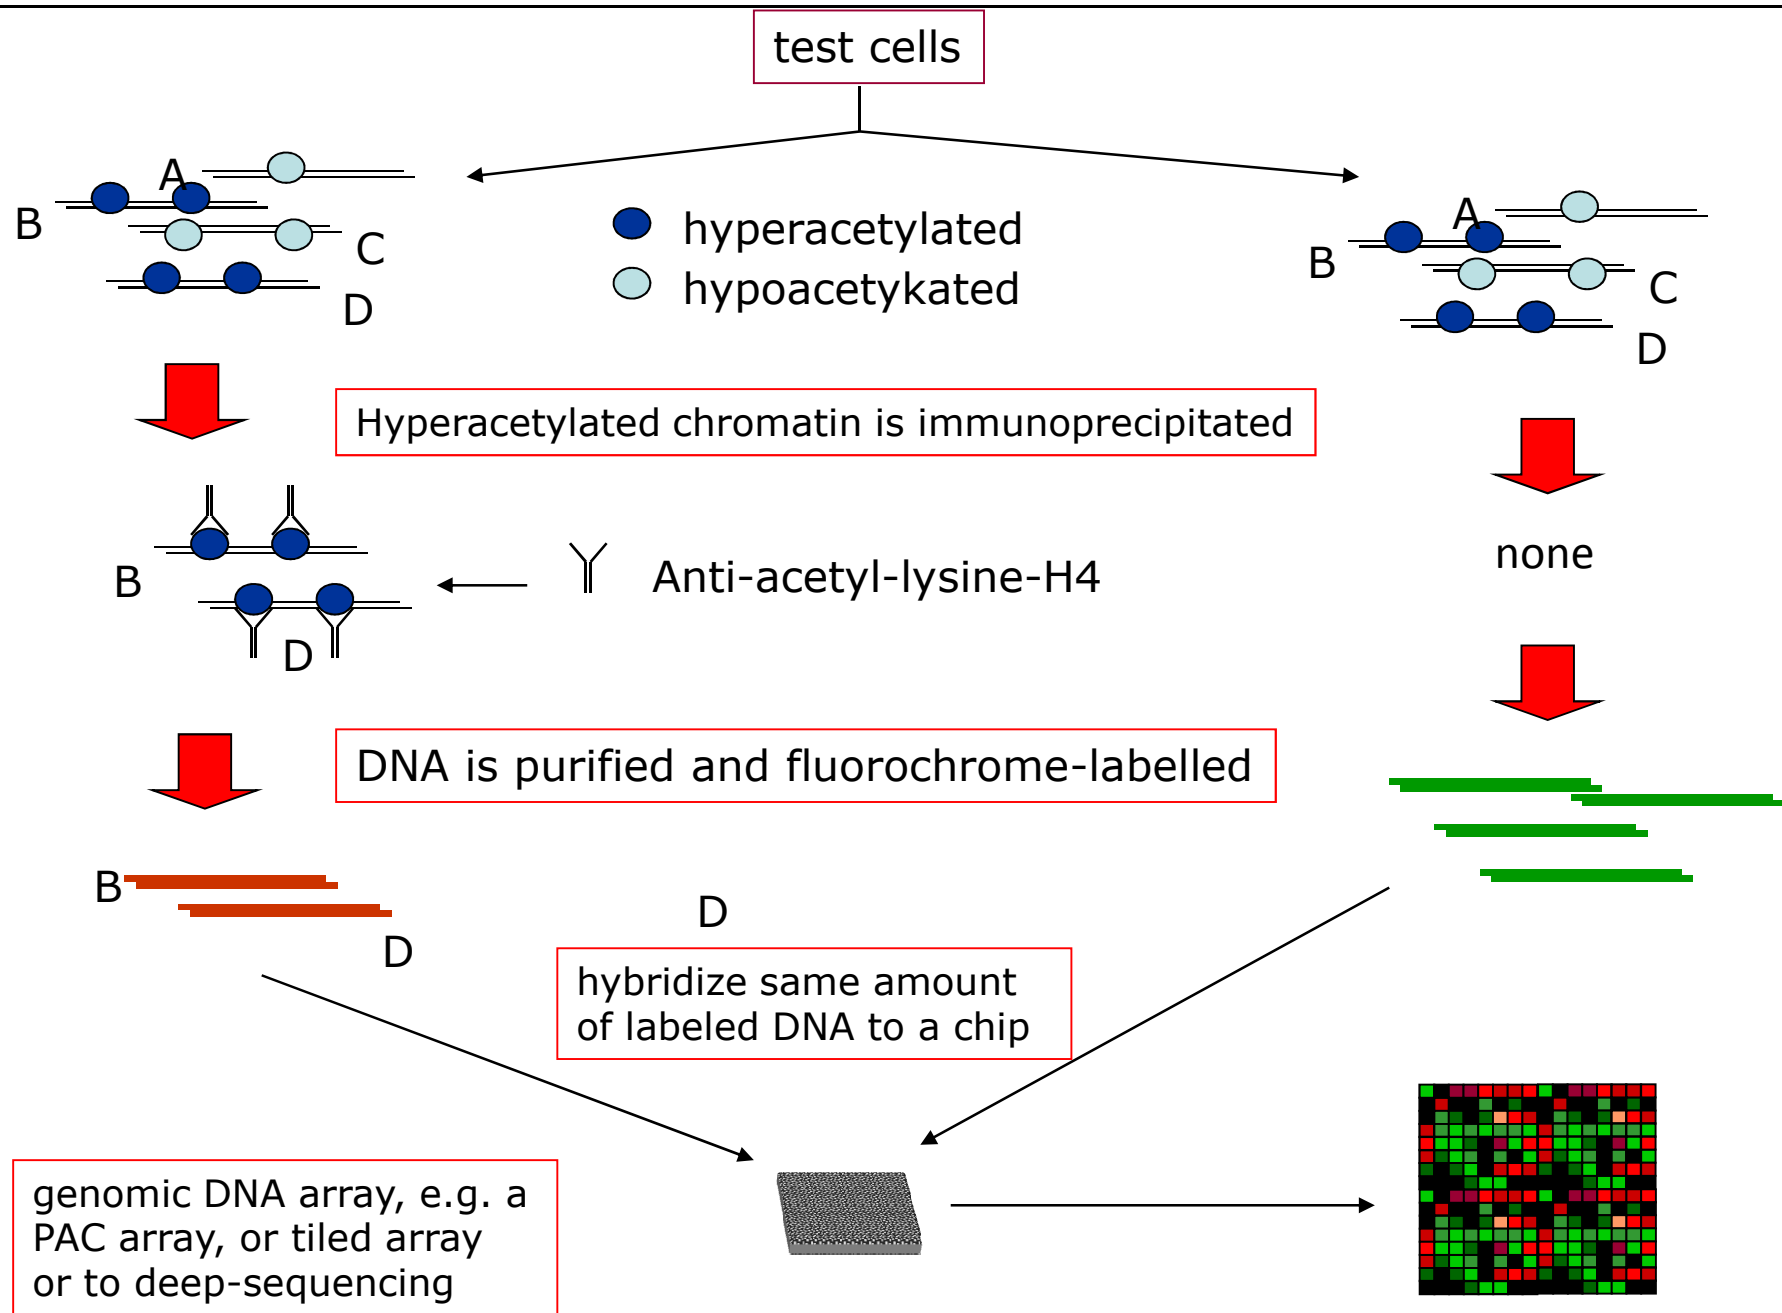 test cells
A
B
C
D
hyperacetylated
hypoacetykated
A
B
C
D
Hyperacetylated chromatin is immunoprecipitated
B
D
Anti-acetyl-lysine-H4
none
DNA is purified and fluorochrome-labelled
B
D
D
hybridize same amount
of labeled DNA to a chip
genomic DNA array, e.g. a
PAC array, or tiled array
or to deep-sequencing